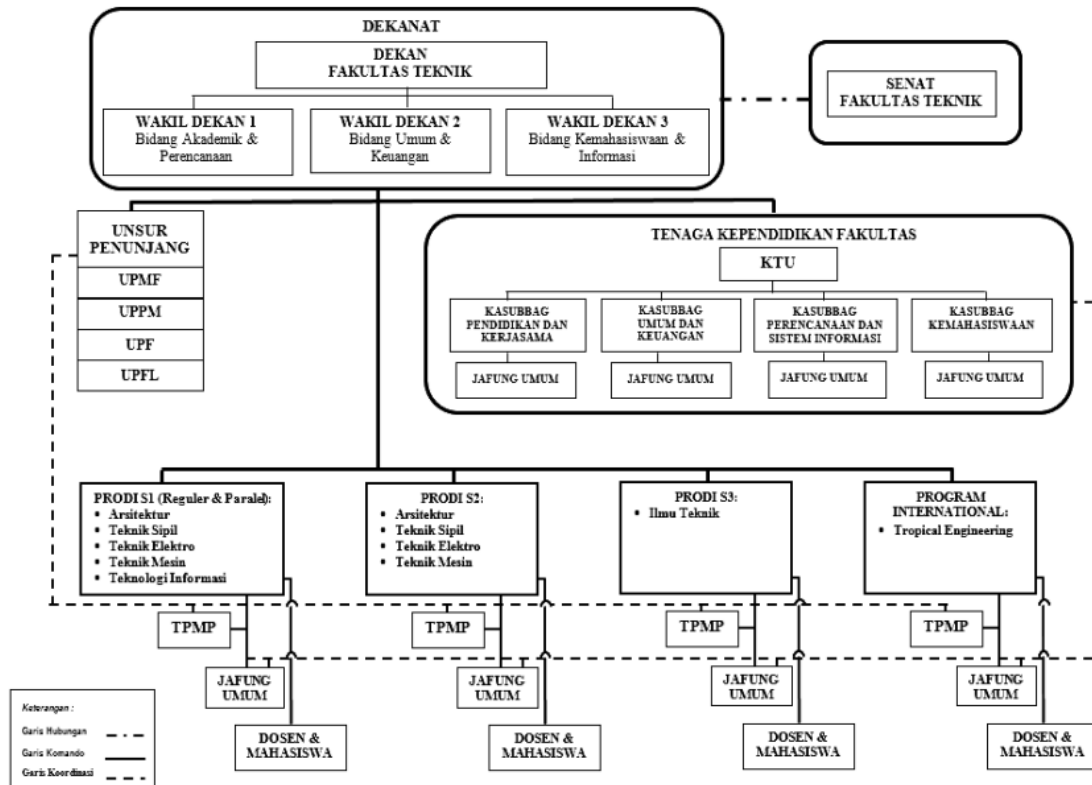 DEKANAT
DEKAN
FAKULTAS TEKNIK
WAKIL DEKAN 1
Bidang Akademik &
Perencanaan
WAKIL DEKAN 2
Bidang Umum &
Keuangan
WAKIL DEKAN 3
Bidang Kemahasiswaan &
Informasi
SENAT
FAKULTAS TEKNIK
UNSUR
PENUNJANG
UPMF
UPPM
UPF
UPFL
TENAGA KEPENDIDIKAN FAKULTAS
KTU
KASUBBAG
PENDIDIKAN DAN
KERJASAMA
KASUBBAG
UMUM DAN
KEUANGAN
KASUBBAG
PERENCANAAN DAN
SISTEM INFORMASI
KASUBBAG
KEMAHASISWAAN
JAFUNG UMUM
JAFUNG UMUM
JAFUNG UMUM
JAFUNG UMUM
PRODI S1 (Reguler & Paralel):
• Arsitektur
• Teknik Sipil
• Teknik Elektro
• Teknik Mesin
• Teknologi Informasi
PRODI S2:
• Arsitektur
• Teknik Sipil
• Teknik Elektro
• Teknik Mesin
PRODI S3:
• Ilmu Teknik
PROGRAM
INTERNATIONAL:
• Tropical Engineering
TPMP
TPMP
TPMP
TPMP
JAFUNG
UMUM
JAFUNG
UMUM
JAFUNG
UMUM
JAFUNG
UMUM
DOSEN &
MAHASISWA
DOSEN &
MAHASISWA
DOSEN &
MAHASISWA
DOSEN &
MAHASISWA
Keterangan :
Garis Hubungan
Garis Komando
Garis Koordinasi